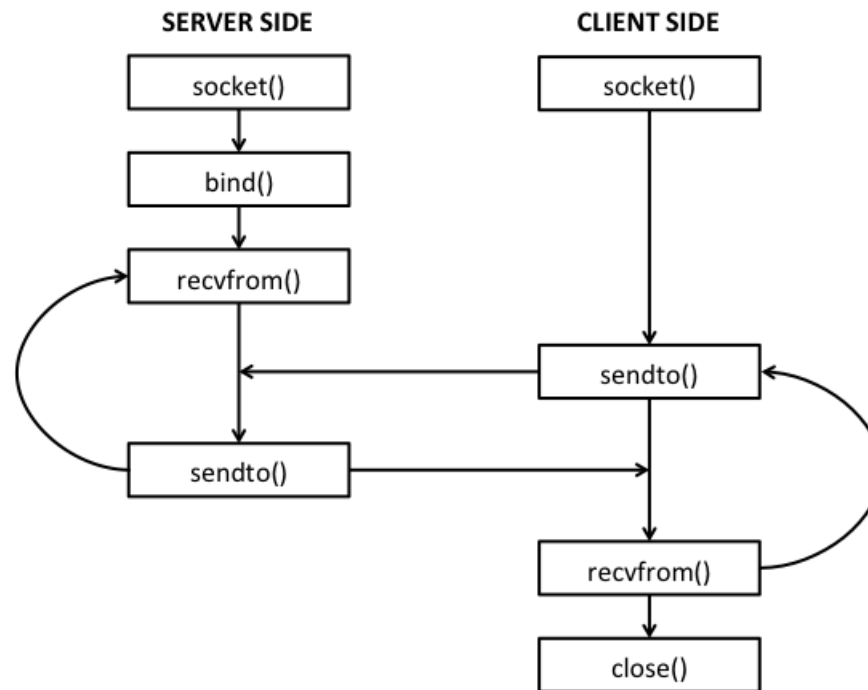 SERVER SIDE
socket()
bind()
recvfrom()
sendto()
CLIENT SIDE
socket()
sendto()
recvfrom()
close()